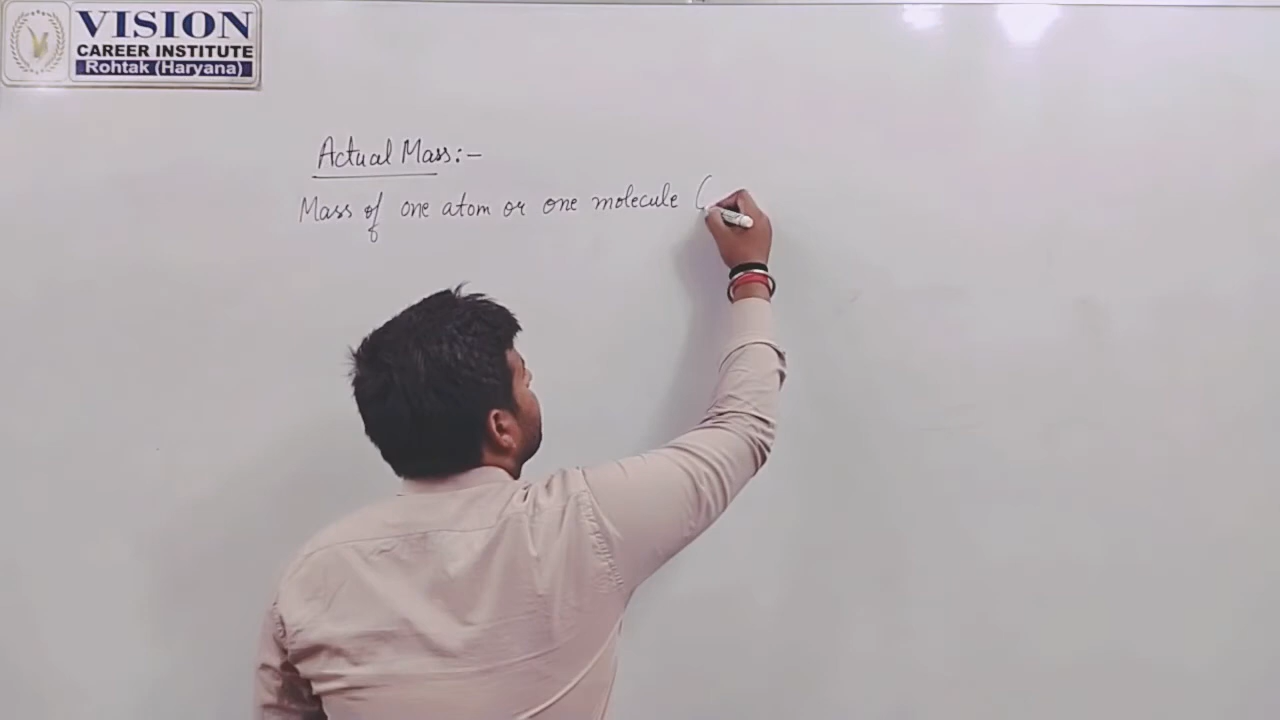 VISION
CAREER INSTITUTE
Rohtak (Haryana)
Actual Mass:-
Mass of one atom or one molecule (